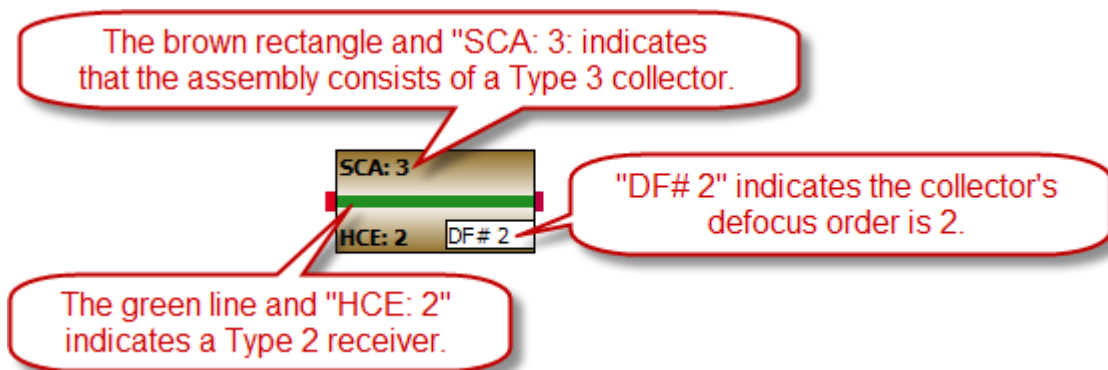 The brown rectangle and "SCA: 3: indicates
that the assembly consists of a Type 3 collector.
SCA: 3
HCE: 2
DF# 2
"DF# 2" indicates the collector's
defocus order is 2.
The green line and "HCE: 2"
indicates a Type 2 receiver.